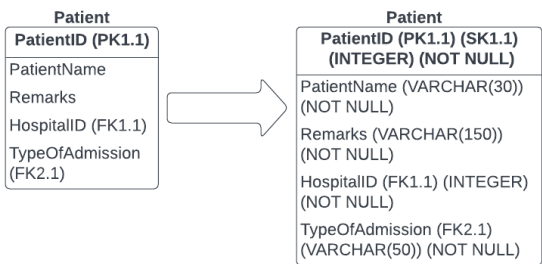 Patient
PatientID (PK1.1)
PatientName
Remarks
HospitalID (FK1.1)
TypeOfAdmission
(FK2.1)
Patient
PatientID (PK1.1) (SK1.1)
(INTEGER) (NOT NULL)
PatientName (VARCHAR(30))
(NOT NULL)
Remarks (VARCHAR(150))
(NOT NULL)
HospitalID (FK1.1) (INTEGER)
(NOT NULL)
TypeOfAdmission (FK2.1)
(VARCHAR(50)) (NOT NULL)